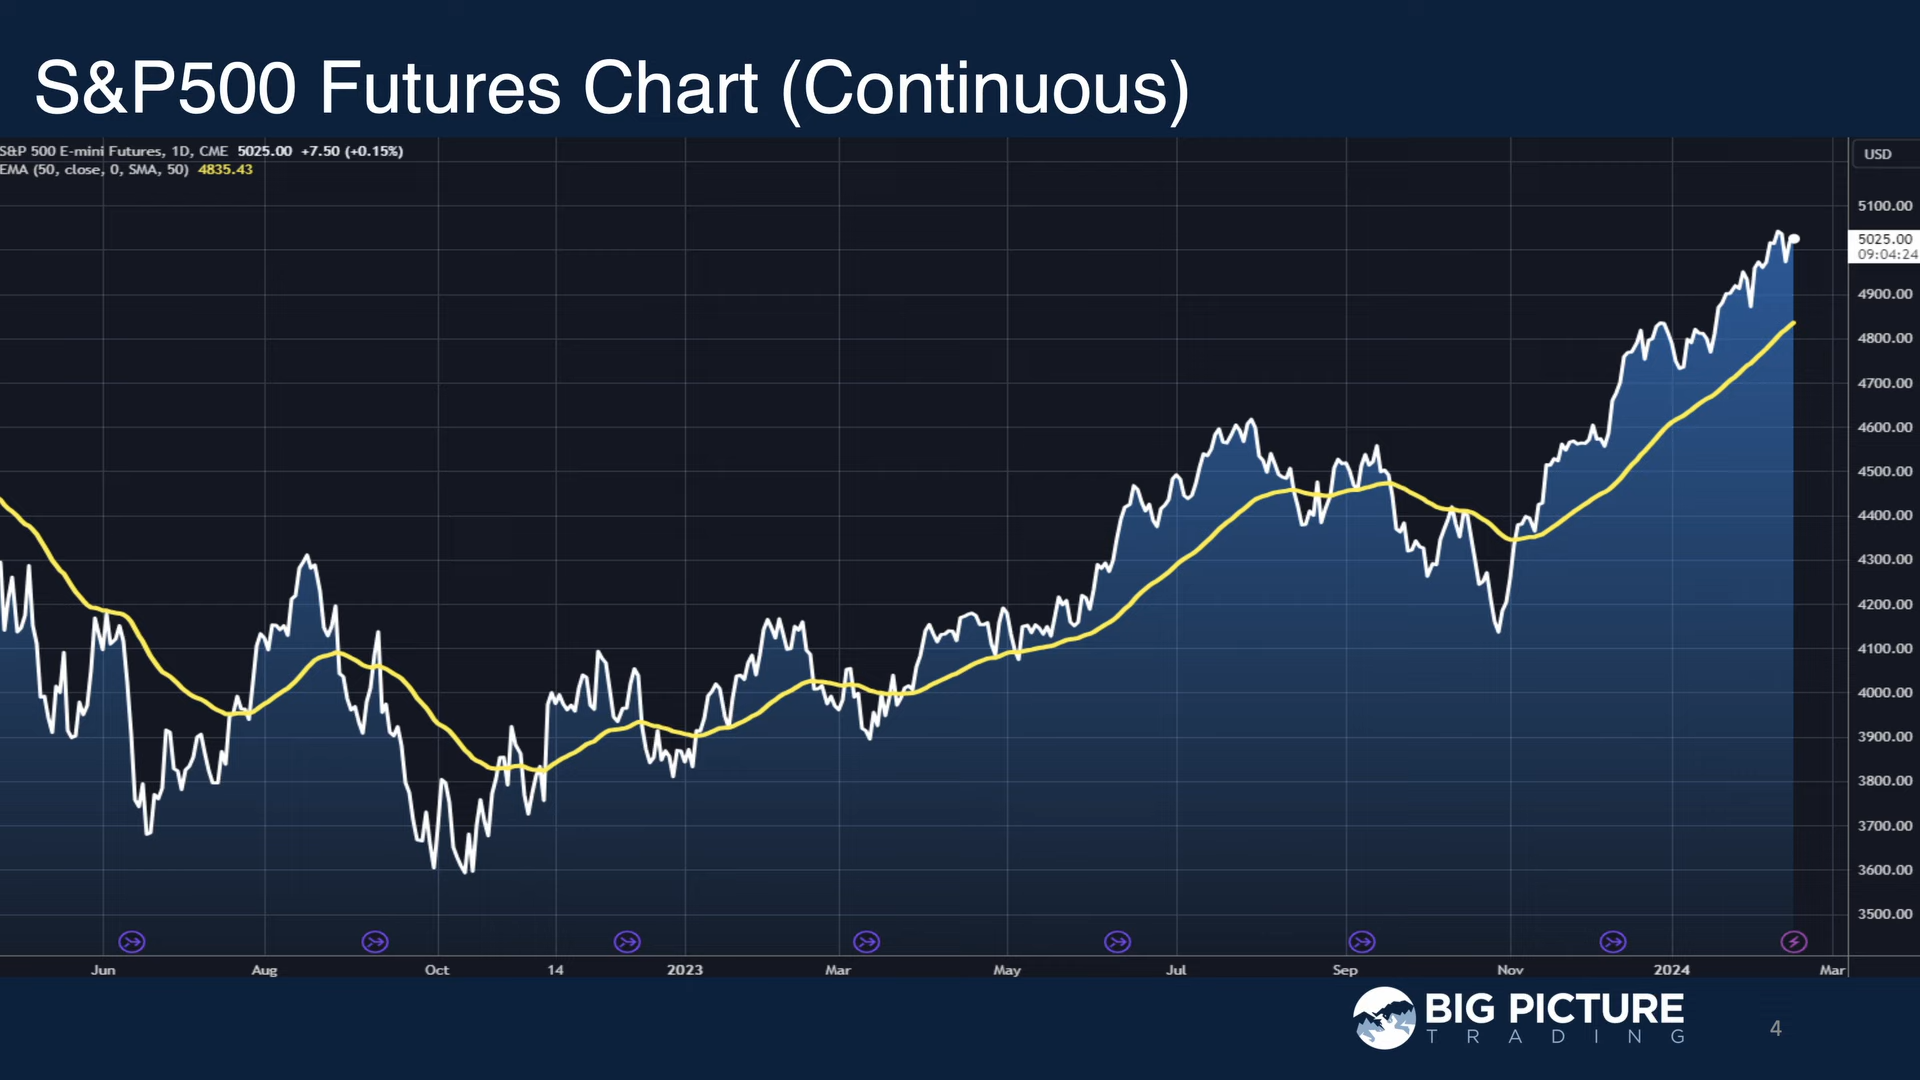 S&P500 Futures Chart (Continuous)
S&P 500 E-mini Futures, 1D, CME 5025.00 +7.50 (+0.15%)
EMA (50, close, 0, SMA, 50) 4835.43
USD
5100.00
5025.00
09:04:24
4900.00
4800.00
4700.00
4600.00
4500.00
4400.00
4300.00
4200.00
4100.00
4000.00
3900.00
3800.00
3700.00
3600.00
3500.00
Jun Aug Oct 14 2023 Mar May Jul Sep Nov 2024 Mar
BIG PICTURE
TRADING
4